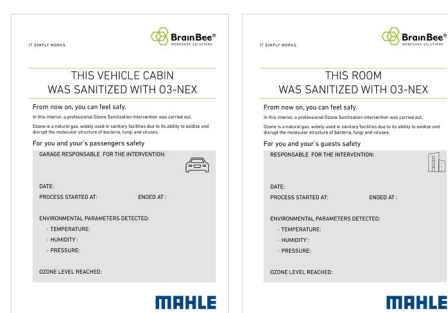 IT SIMPLY WORKS.
BrainBee®
WORKSHOP SOLUTIONS
THIS VEHICLE CABIN
WAS SANITIZED WITH O3-NEX
From now on, you can feel safy.
In this interior, a professional Ozone Sanitization intervention was carried out.
Ozone is a natural gas, widely used in sanitary facilities due to its ability to oxidize and
disrupt the molecular structure of bacteria, fungi and viruses.
For you and your's passengers safety
GARAGE RESPONSABLE FOR THE INTERVENTION:
DATE:
PROCESS STARTED AT: ENDED AT :
ENVIRONMENTAL PARAMETERS DETECTED:
- TEMPERATURE:
- HUMIDITY :
- PRESSURE:
OZONE LEVEL REACHED:
MAHLE
IT SIMPLY WORKS.
BrainBee®
WORKSHOP SOLUTIONS
THIS ROOM
WAS SANITIZED WITH O3-NEX
From now on, you can feel safy.
In this interior, a professional Ozone Sanitization intervention was carried out.
Ozone is a natural gas, widely used in sanitary facilities due to its ability to oxidize and
disrupt the molecular structure of bacteria, fungi and viruses.
For you and your's guests safety
RESPONSABLE FOR THE INTERVENTION:
DATE:
PROCESS STARTED AT: ENDED AT :
ENVIRONMENTAL PARAMETERS DETECTED:
- TEMPERATURE:
- HUMIDITY :
- PRESSURE:
OZONE LEVEL REACHED:
MAHLE